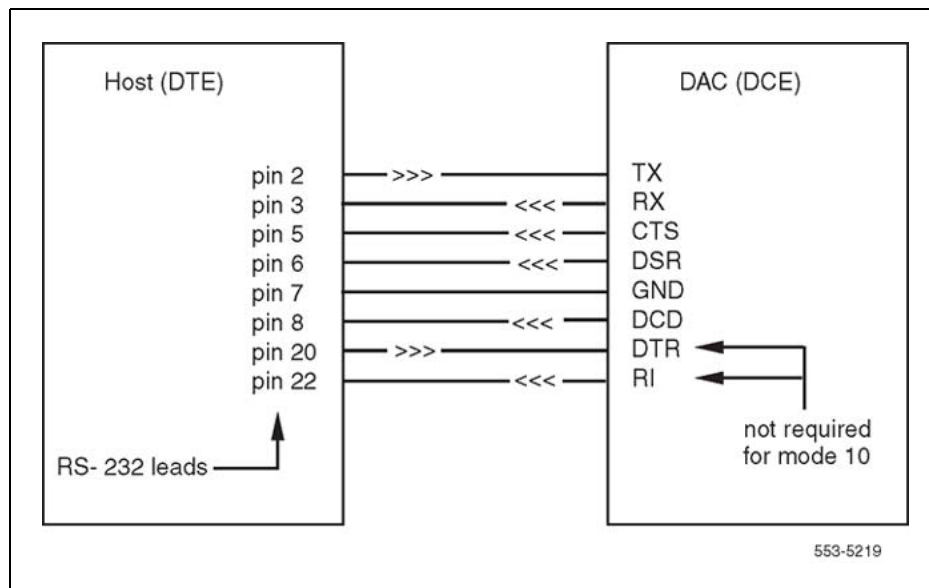 Host (DTE)
DAC (DCE)
pin 2 >>> TX
pin 3 <<< RX
pin 5 <<< CTS
pin 6 <<< DSR
pin 7 GND
pin 8 <<< DCD
pin 20 >>> DTR
pin 22 <<< RI
not required
for mode 10
RS- 232 leads
553-5219